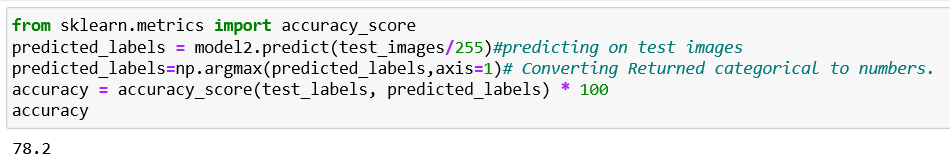 from sklearn.metrics import accuracy_score
predicted_labels = model2.predict(test_images/255)#predicting on test images
predicted_labels=np.argmax(predicted_labels,axis=1)# Converting Returned categorical to numbers.
accuracy = accuracy_score(test_labels, predicted_labels) * 100
accuracy
78.2